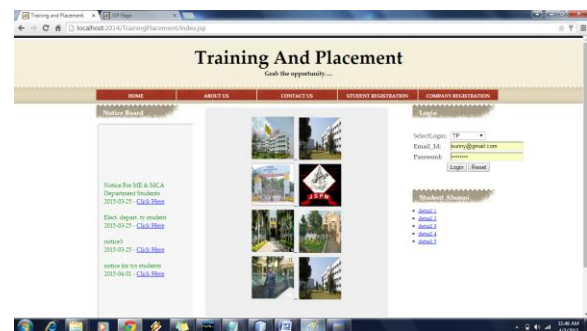 Training and Placement
JSP Page
localhost:2014/TrainingPlacement/index.jsp
Training And Placement
Grab the opportunity.....
HOME
ABOUT US
CONTACT US
STUDENT REGISTRATION
COMPANY REGISTRATION
Notice Board
Notice For ME & MCA
Department Students
2015-03-25 - Click Here
Elect. depart. ty student
2015-03-25 - Click Here
notice3
2015-03-25 - Click Here
notice for tyx students
2015-04-01 - Click Here
JSPM
Login
SelectLogin: TP
Email_Id: sunny@gmail.com
Password:
Login Reset
Student Alumni
detail 1
detail 2
detail 3
detail 4
detail 5
11:40 AM